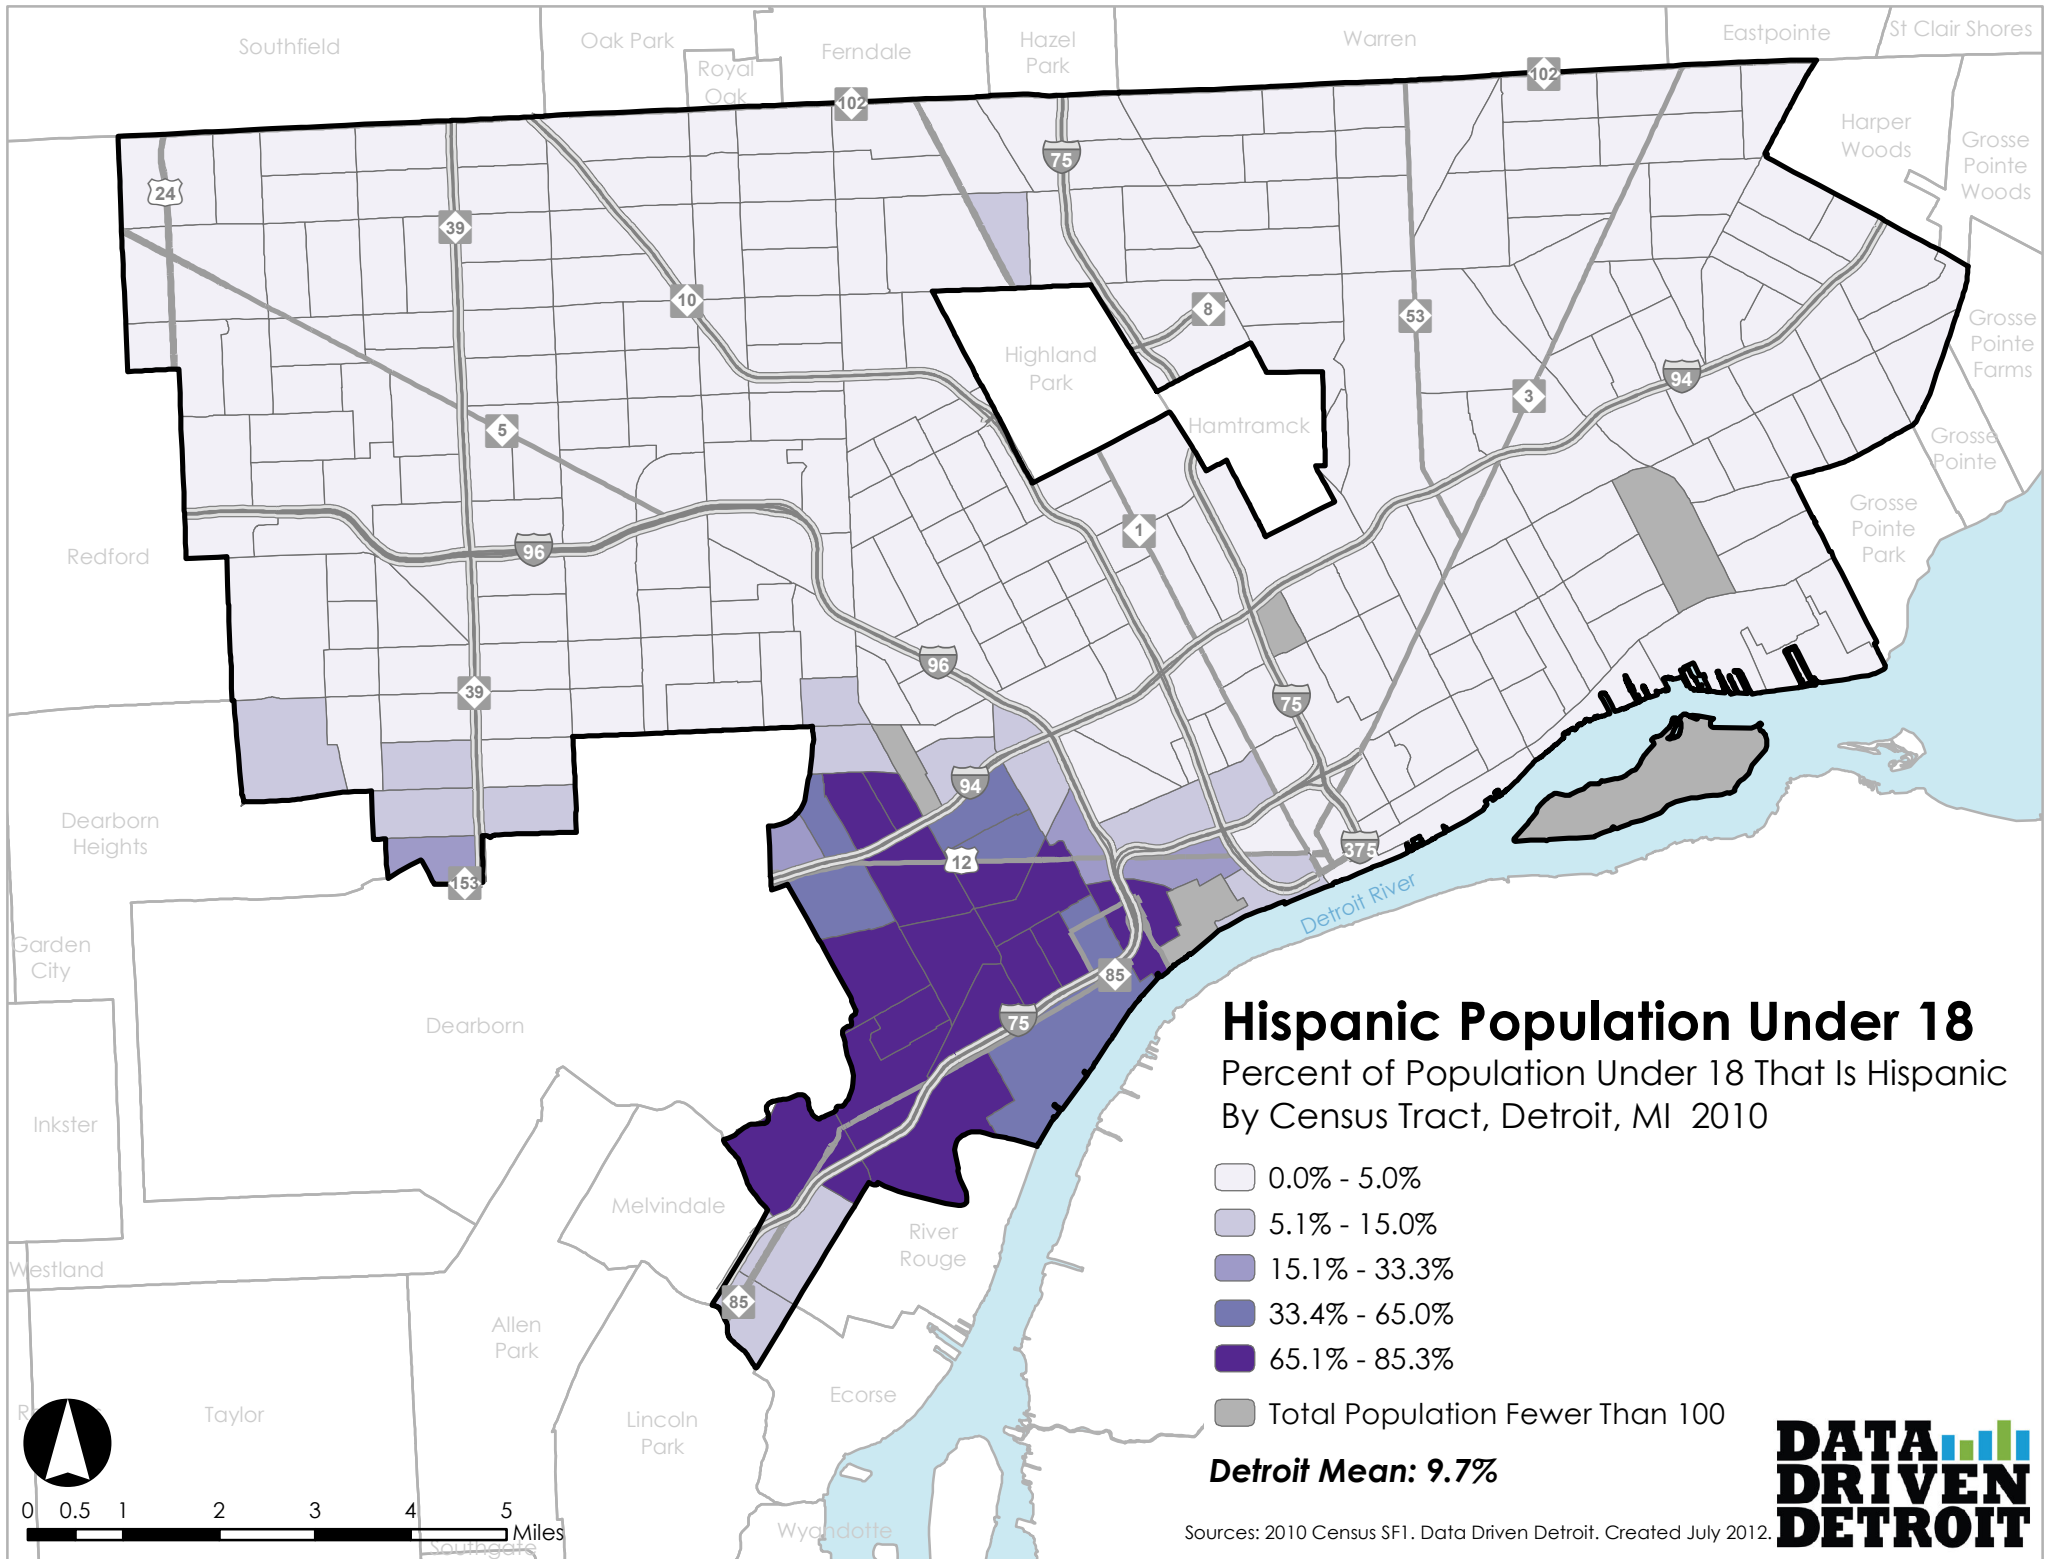 Southfield
Oak Park
Royal
Oak
Ferndale
Hazel
Park
Warren
Eastpointe
St Clair Shores
102
102
Harper
Woods
Grosse
Pointe
Woods
24
39
75
10
8
53
Highland
Park
Grosse
Pointe
Farms
94
3
5
Hamtramck
Grosse
Pointe
Grosse
Pointe
Park
1
Redford
96
96
39
75
94
Dearborn
Heights
12
375
153
Detroit River
Garden
City
85
75
Dearborn
Inkster
Melvindale
River
Rouge
Westland
85
Allen
Park
Ecorse
Taylor
Lincoln
Park
Wyandotte
Southgate
Hispanic Population Under 18
Percent of Population Under 18 That Is Hispanic
By Census Tract, Detroit, MI 2010
0.0% - 5.0%
5.1% - 15.0%
15.1% - 33.3%
33.4% - 65.0%
65.1% - 85.3%
Total Population Fewer Than 100
Detroit Mean: 9.7%
0 0.5 1 2 3 4 5
Miles
Sources: 2010 Census SF1. Data Driven Detroit. Created July 2012.
DATA
DRIVEN
DETROIT